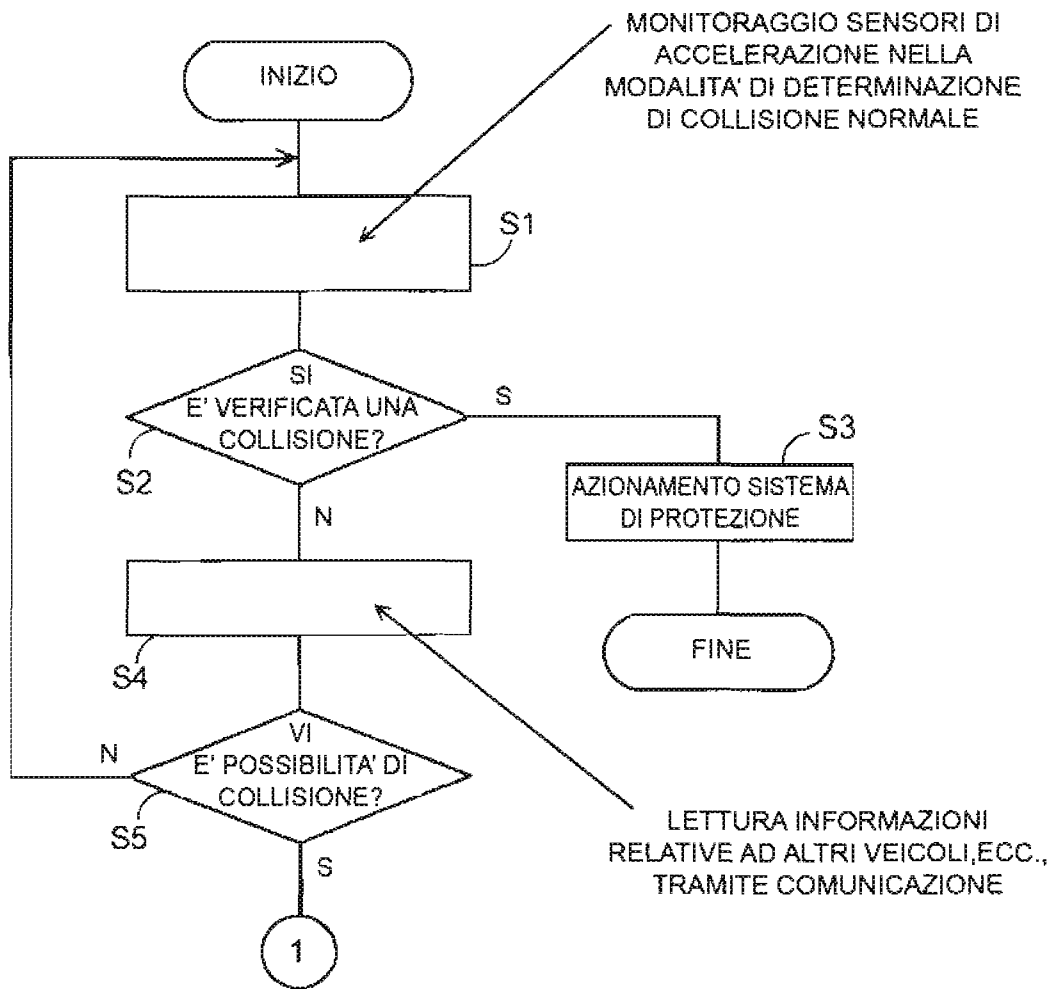 MONITORAGGIO SENSORI DI
ACCELERAZIONE NELLA
MODALITA' DI DETERMINAZIONE
DI COLLISIONE NORMALE
INIZIO
S1
SI
E' VERIFICATA UNA
COLLISIONE?
S
S2
N
S3
AZIONAMENTO SISTEMA
DI PROTEZIONE
FINE
S4
VI
E' POSSIBILITA' DI
COLLISIONE?
N
S5
S
LETTURA INFORMAZIONI
RELATIVE AD ALTRI VEICOLI,ECC.,
TRAMITE COMUNICAZIONE
1